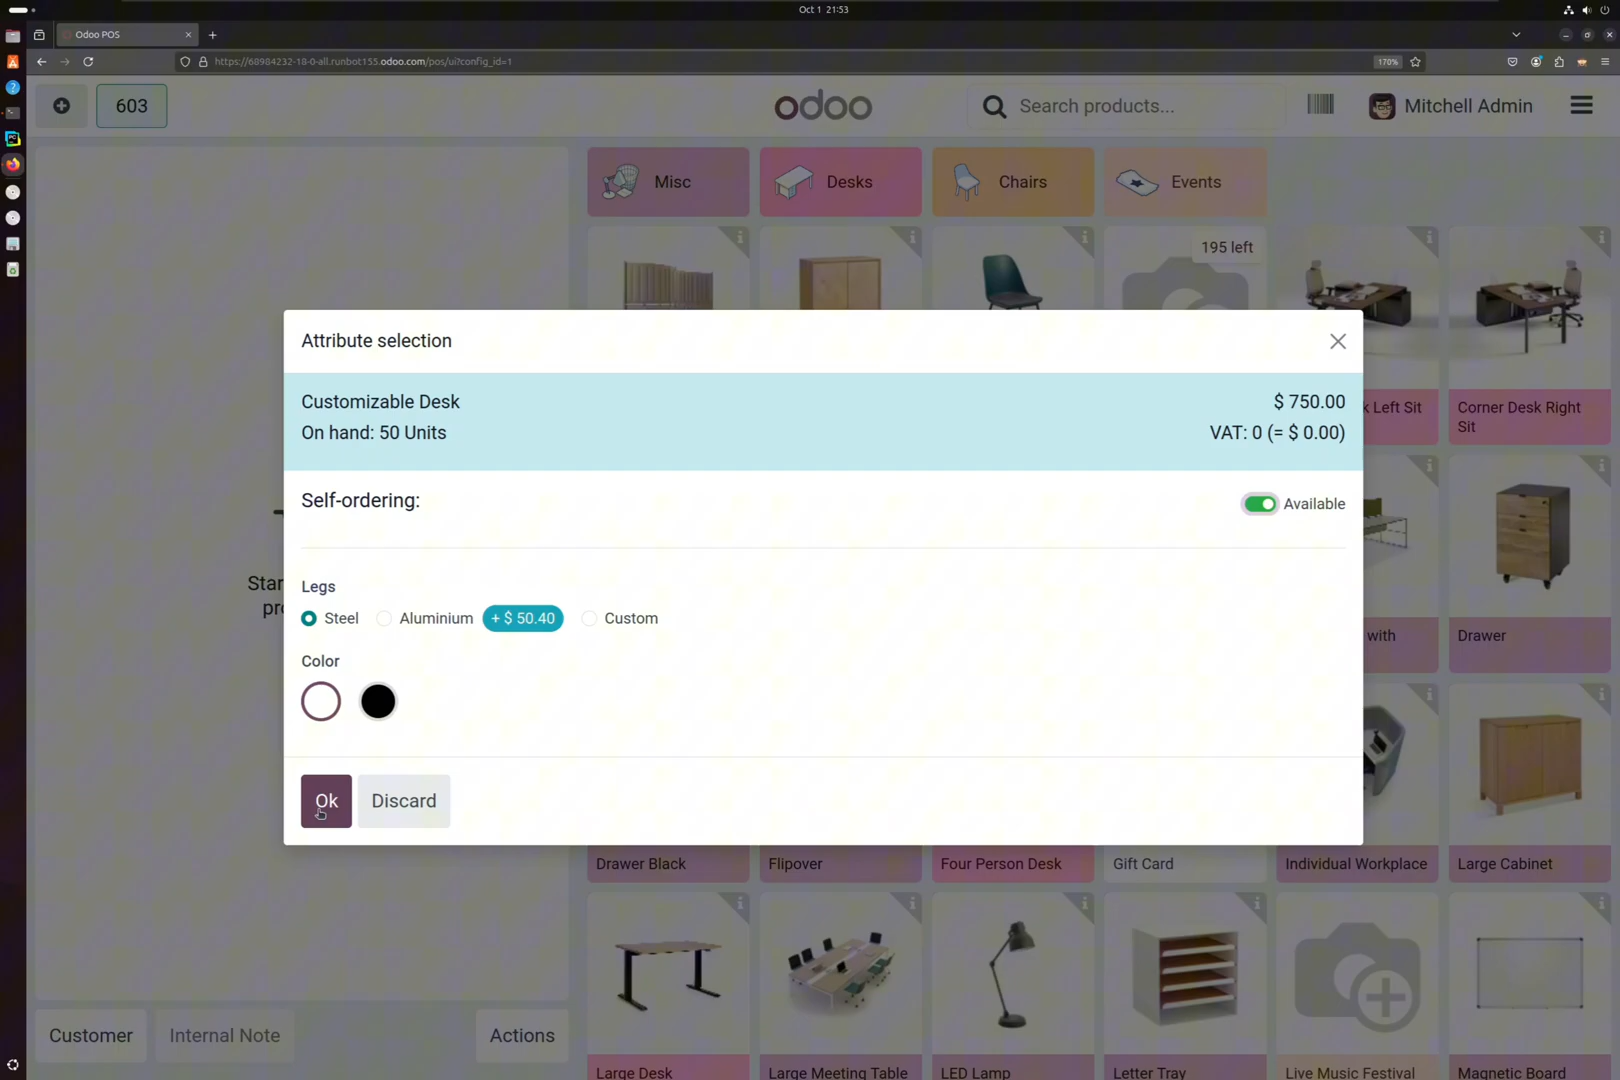 Oct 1 21:53
Odoo POS
https://68984232-18-0-all.runbot155.odoo.com/pos/ui?config_id=1
170%
603
odoo
Search products...
Mitchell Admin
Misc
Desks
Chairs
Events
195 left
Attribute selection
Customizable Desk
$ 750.00
On hand: 50 Units
VAT: 0 (= $ 0.00)
k Left Sit
Corner Desk Right
Sit
Self-ordering:
Available
Star
pro
Legs
Steel
Aluminium
+ $ 50.40
Custom
with
Drawer
Color
Ok
Discard
Drawer Black
Flipover
Four Person Desk
Gift Card
Individual Workplace
Large Cabinet
Customer
Internal Note
Actions
Large Desk
Large Meeting Table
LED Lamp
Letter Tray
Live Music Festival
Magnetic Board